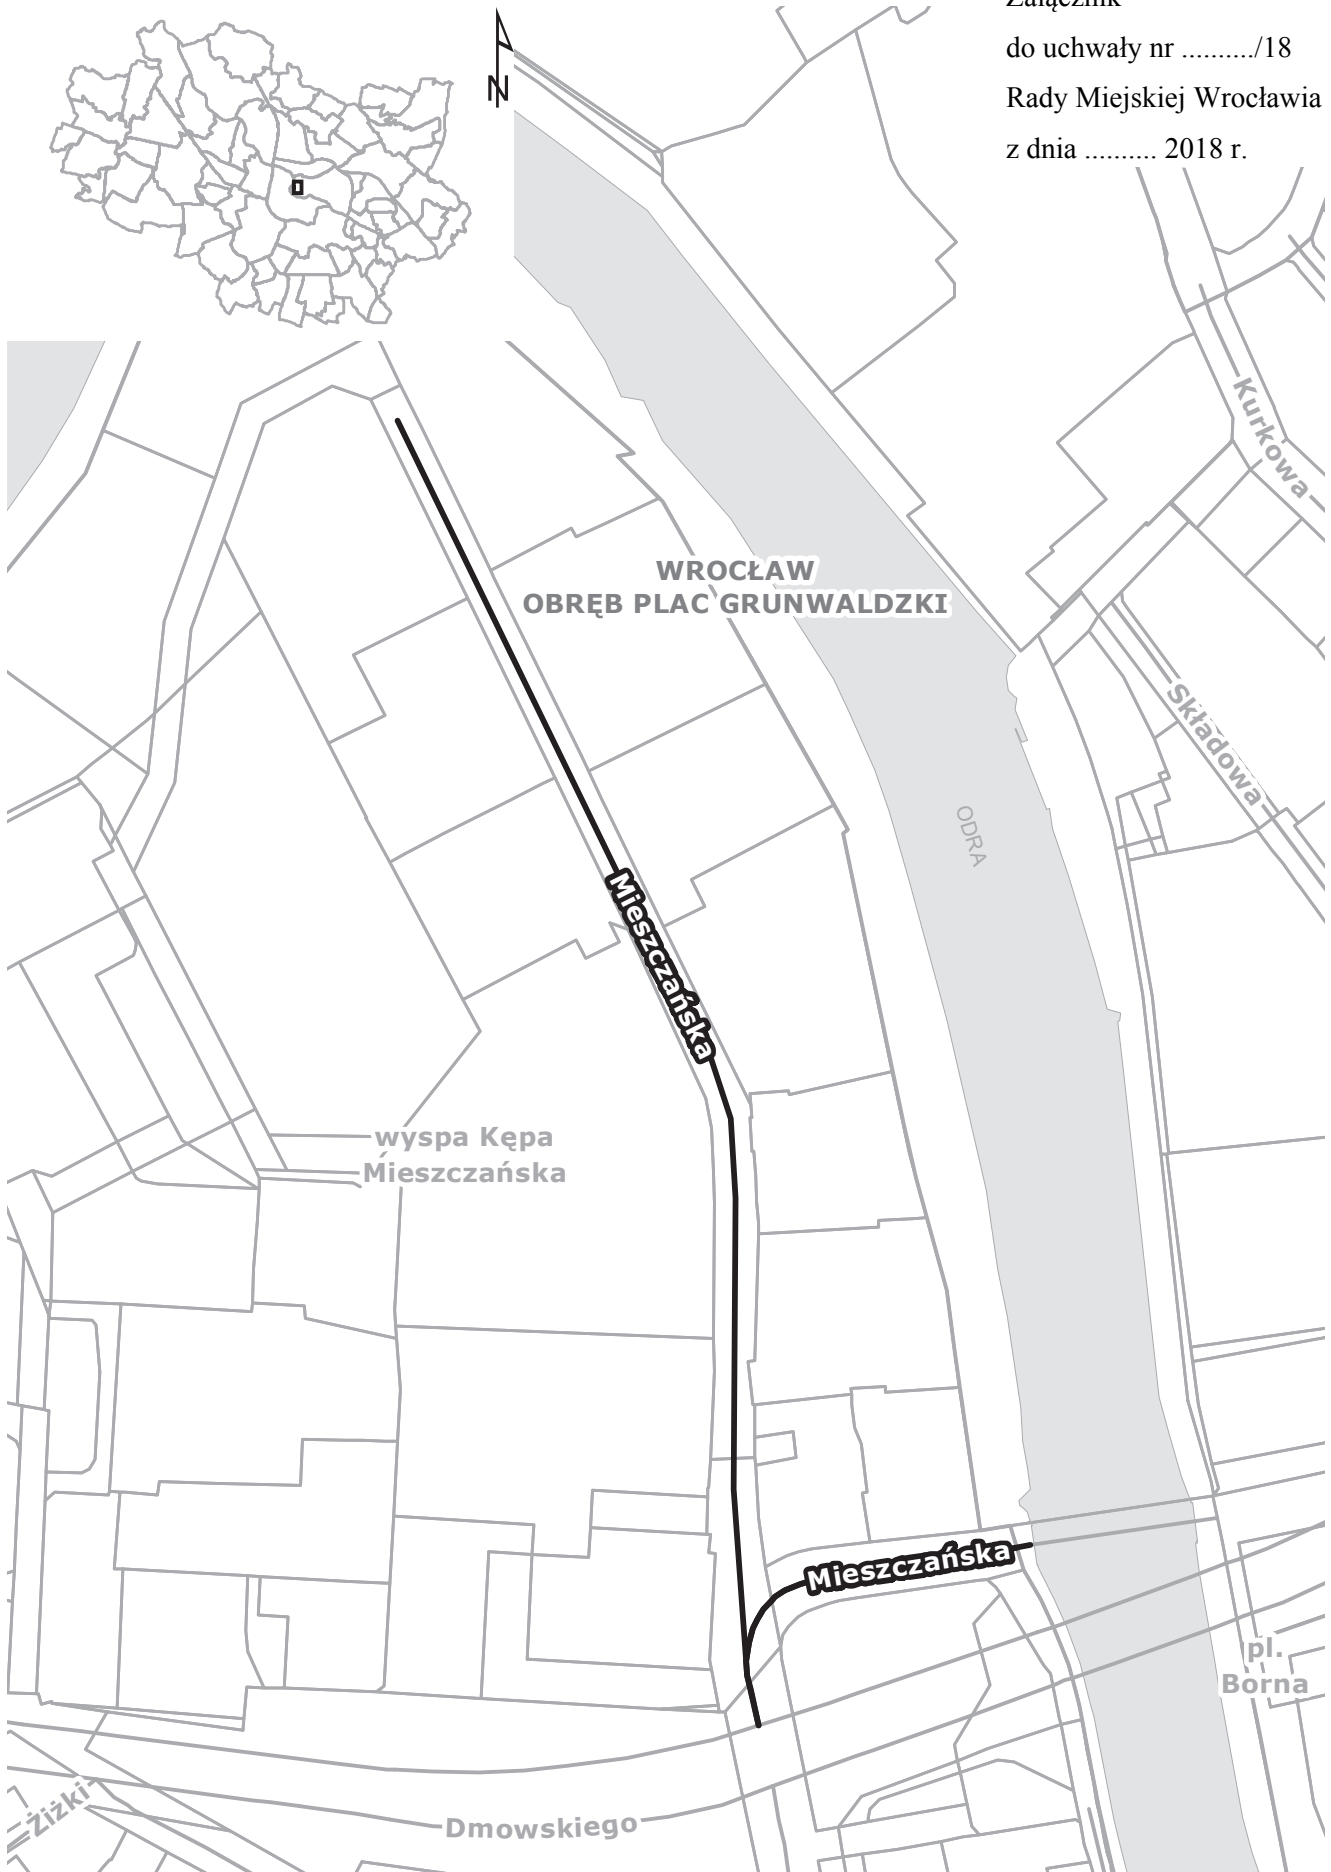 Załącznik
do uchwały nr ........../18
Rady Miejskiej Wrocławia
z dnia .......... 2018 r.
N
Kurkowa
WROCŁAW
OBRĘB PLAC GRUNWALDZKI
Składowa
ODRA
Mieszczańska
wyspa Kępa
Mieszczańska
Mieszczańska
pl.
Borna
Żiżki
Dmowskiego